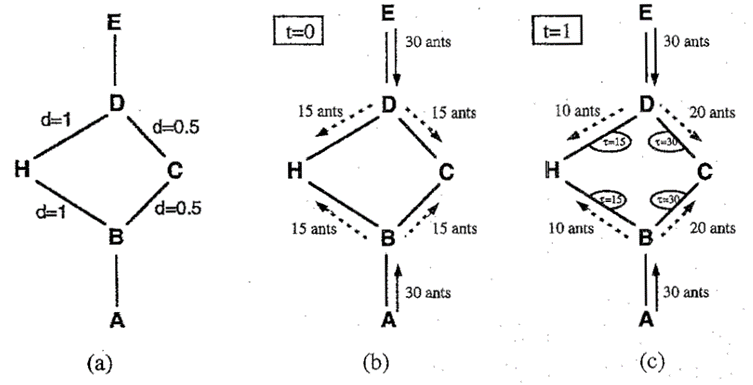 E
D
d=1
d=0.5
H
C
d=1
d=0.5
B
A
(a)
t=0
E
30 ants
15 ants
D
15 ants
H
C
15 ants
B
15 ants
30 ants
A
(b)
t=1
E
30 ants
10 ants
D
20 ants
τ=15
τ=30
H
C
τ=15
τ=30
10 ants
B
20 ants
30 ants
A
(c)